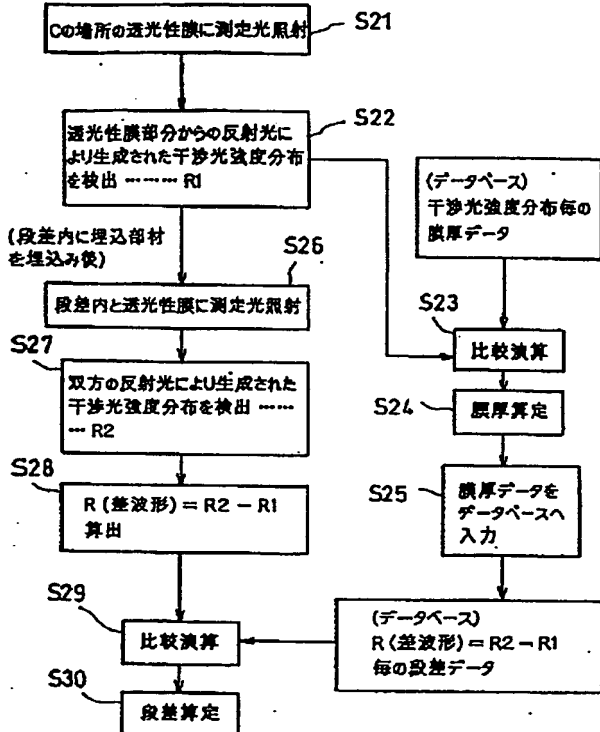 Cの場所の透光性膜に測定光照射
S21
S22
透光性膜部分からの反射光に
より生成された干渉光強度分布
を検出 ……… R1
(データベース)
干渉光強度分布毎の
膜厚データ
(段差内に埋込部材
を埋込み後)
S26
段差内と透光性膜に測定光照射
S23
比較演算
S27
双方の反射光により生成された
干渉光強度分布を検出 ……
… R2
S24
膜厚算定
S28
R (差波形) = R2 − R1
算出
S25
膜厚データを
データベースへ
入力
S29
比較演算
(データベース)
R (差波形) = R2 − R1
毎の段差データ
S30
段差算定